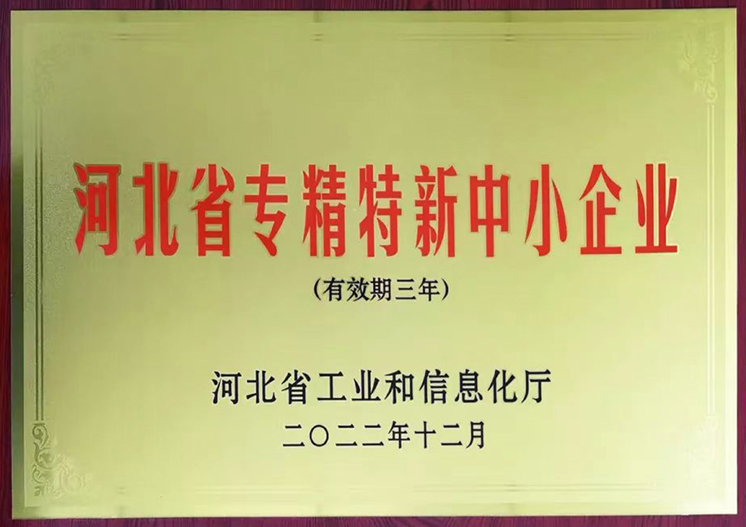 河北省专精特新中小企业
(有效期三年)
河北省工业和信息化厅
二〇二二年十二月